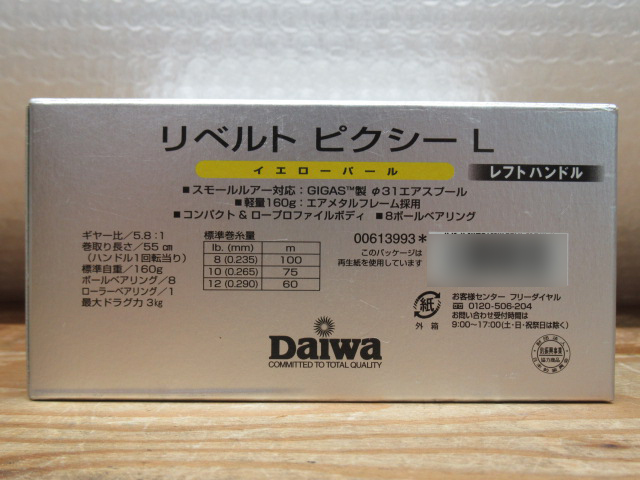 リベルト ピクシー L
イエローパール
レフトハンドル
■スモールルアー対応：GIGAS™製 φ31エアスプール
■軽量160g：エアメタルフレーム採用
■コンパクト＆ロープロファイルボディ ■8ボールベアリング
ギヤー比／5.8：1
巻取り長さ／55㎝
（ハンドル1回転当り）
標準自重／160g
ボールベアリング／8
ローラーベアリング／1
最大ドラグ力 3㎏
標準巻糸量
lb. (mm) m
8 (0.235) 100
10 (0.265) 75
12 (0.290) 60
00613993*
このパッケージは
再生紙を使用しています
紙
外箱
お客様センター フリーダイヤル
0120-506-204
お問い合わせ受付時間は
9:00〜17:00(土・日・祝祭日は除く)
Daiwa
COMMITTED TO TOTAL QUALITY